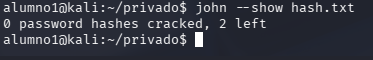 alumno1@kali:~/privado$ john --show hash.txt
0 password hashes cracked, 2 left
alumno1@kali:~/privado$